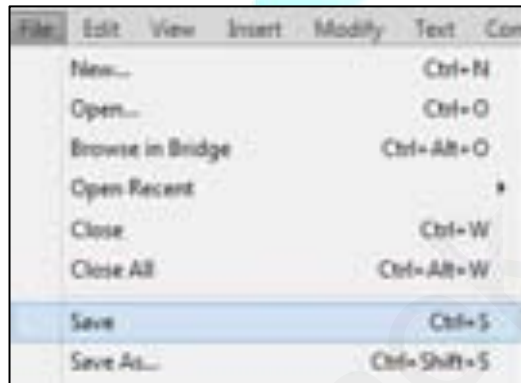 File Edit View Insert Modify Text Com
New... Ctrl+N
Open... Ctrl+O
Browse in Bridge Ctrl+Alt+O
Open Recent
Close Ctrl+W
Close All Ctrl+Alt+W
Save Ctrl+S
Save As... Ctrl+Shift+S